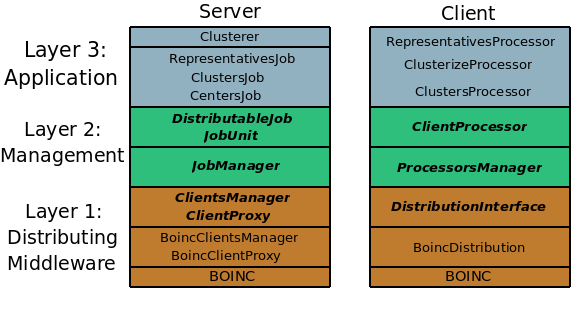 Server
Client
Layer 3:
Application
Clusterer
RepresentativesJob
ClustersJob
CentersJob
RepresentativesProcessor
ClusterizeProcessor
ClustersProcessor
Layer 2:
Management
DistributableJob
JobUnit
JobManager
ClientProcessor
ProcessorsManager
Layer 1:
Distributing
Middleware
ClientsManager
ClientProxy
BoincClientsManager
BoincClientProxy
BOINC
DistributionInterface
BoincDistribution
BOINC